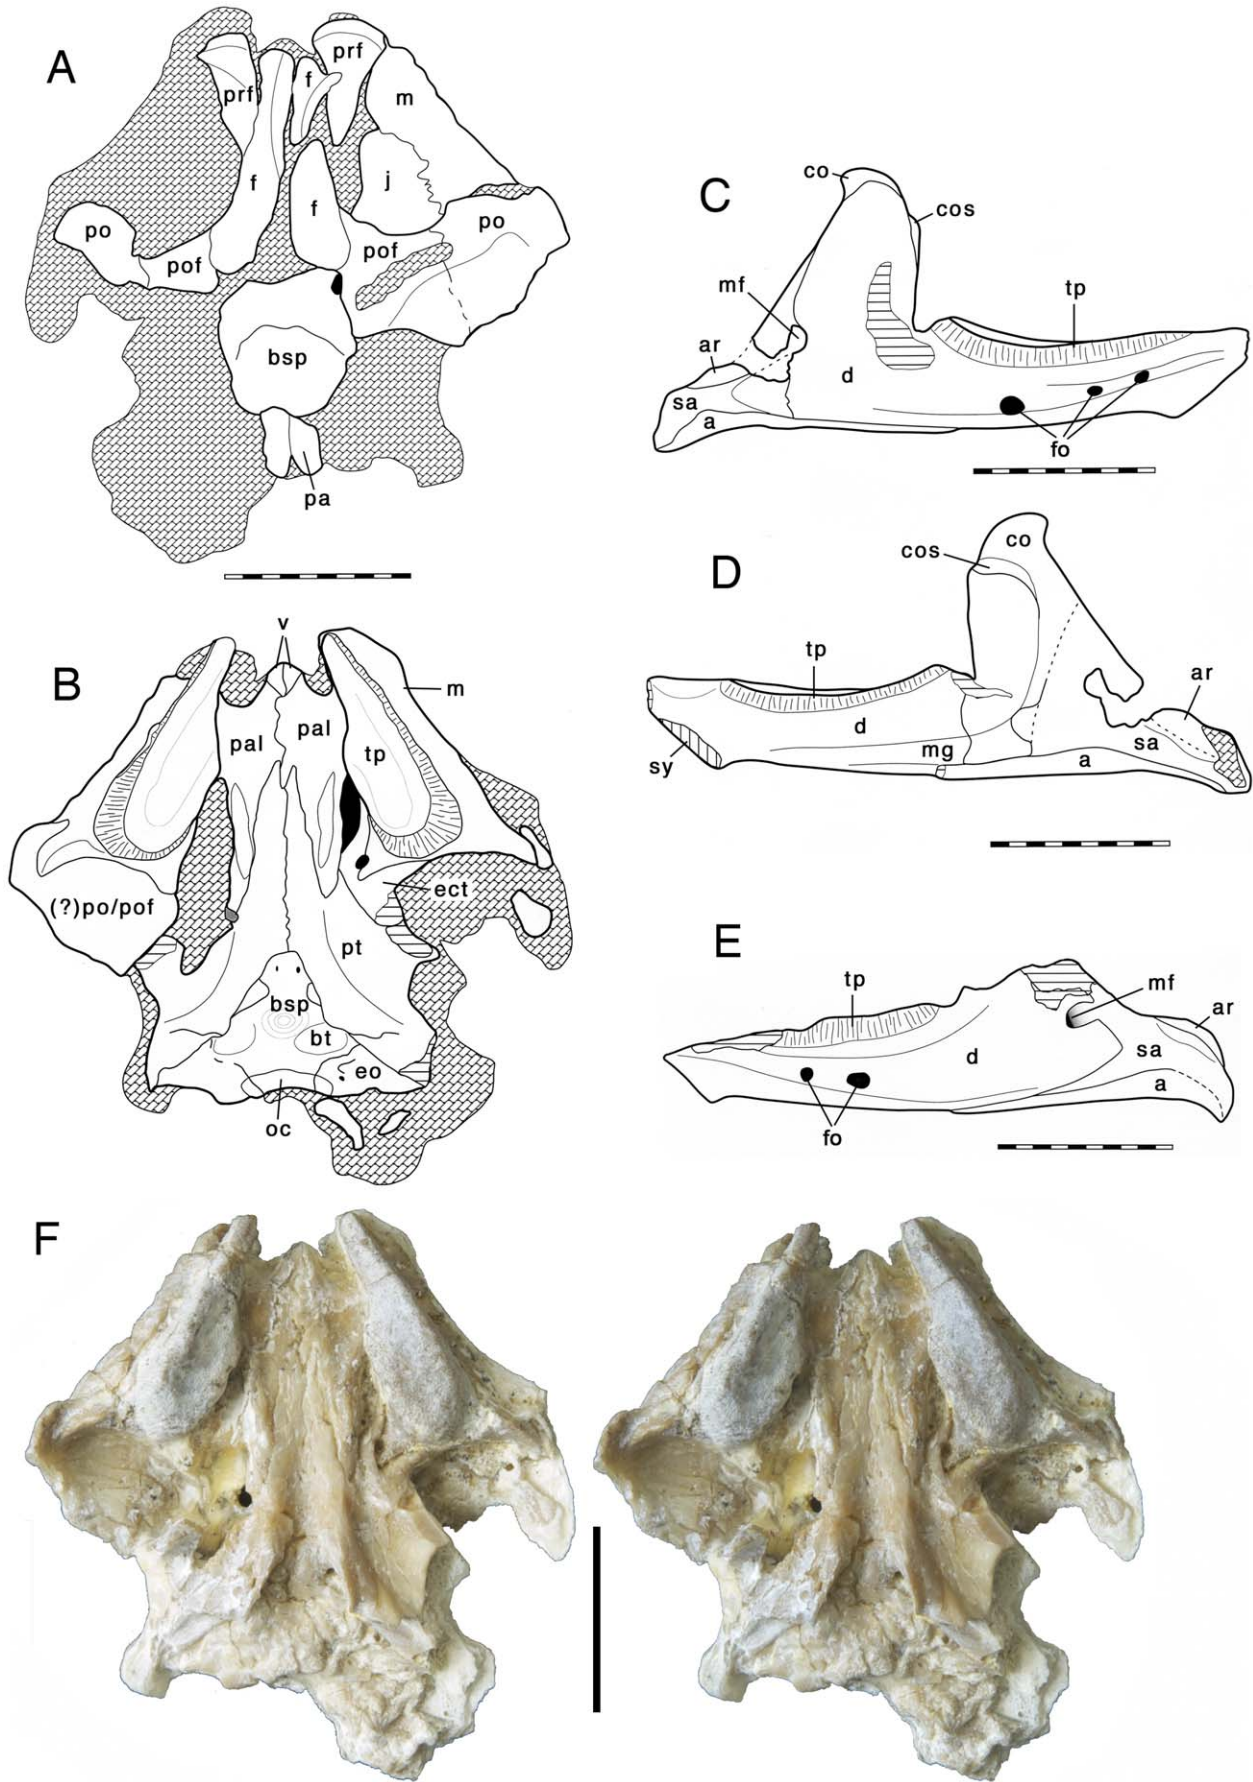 A
prf
prf
f
m
f
j
f
po
po
pof
pof
bsp
pa
B
v
m
pal
pal
tp
(?)po/pof
ect
pt
bsp
bt
eo
oc
C
co
cos
mf
tp
ar
d
sa
a
fo
D
co
cos
tp
ar
d
sa
mg
a
sy
E
tp
mf
ar
d
sa
a
fo
F